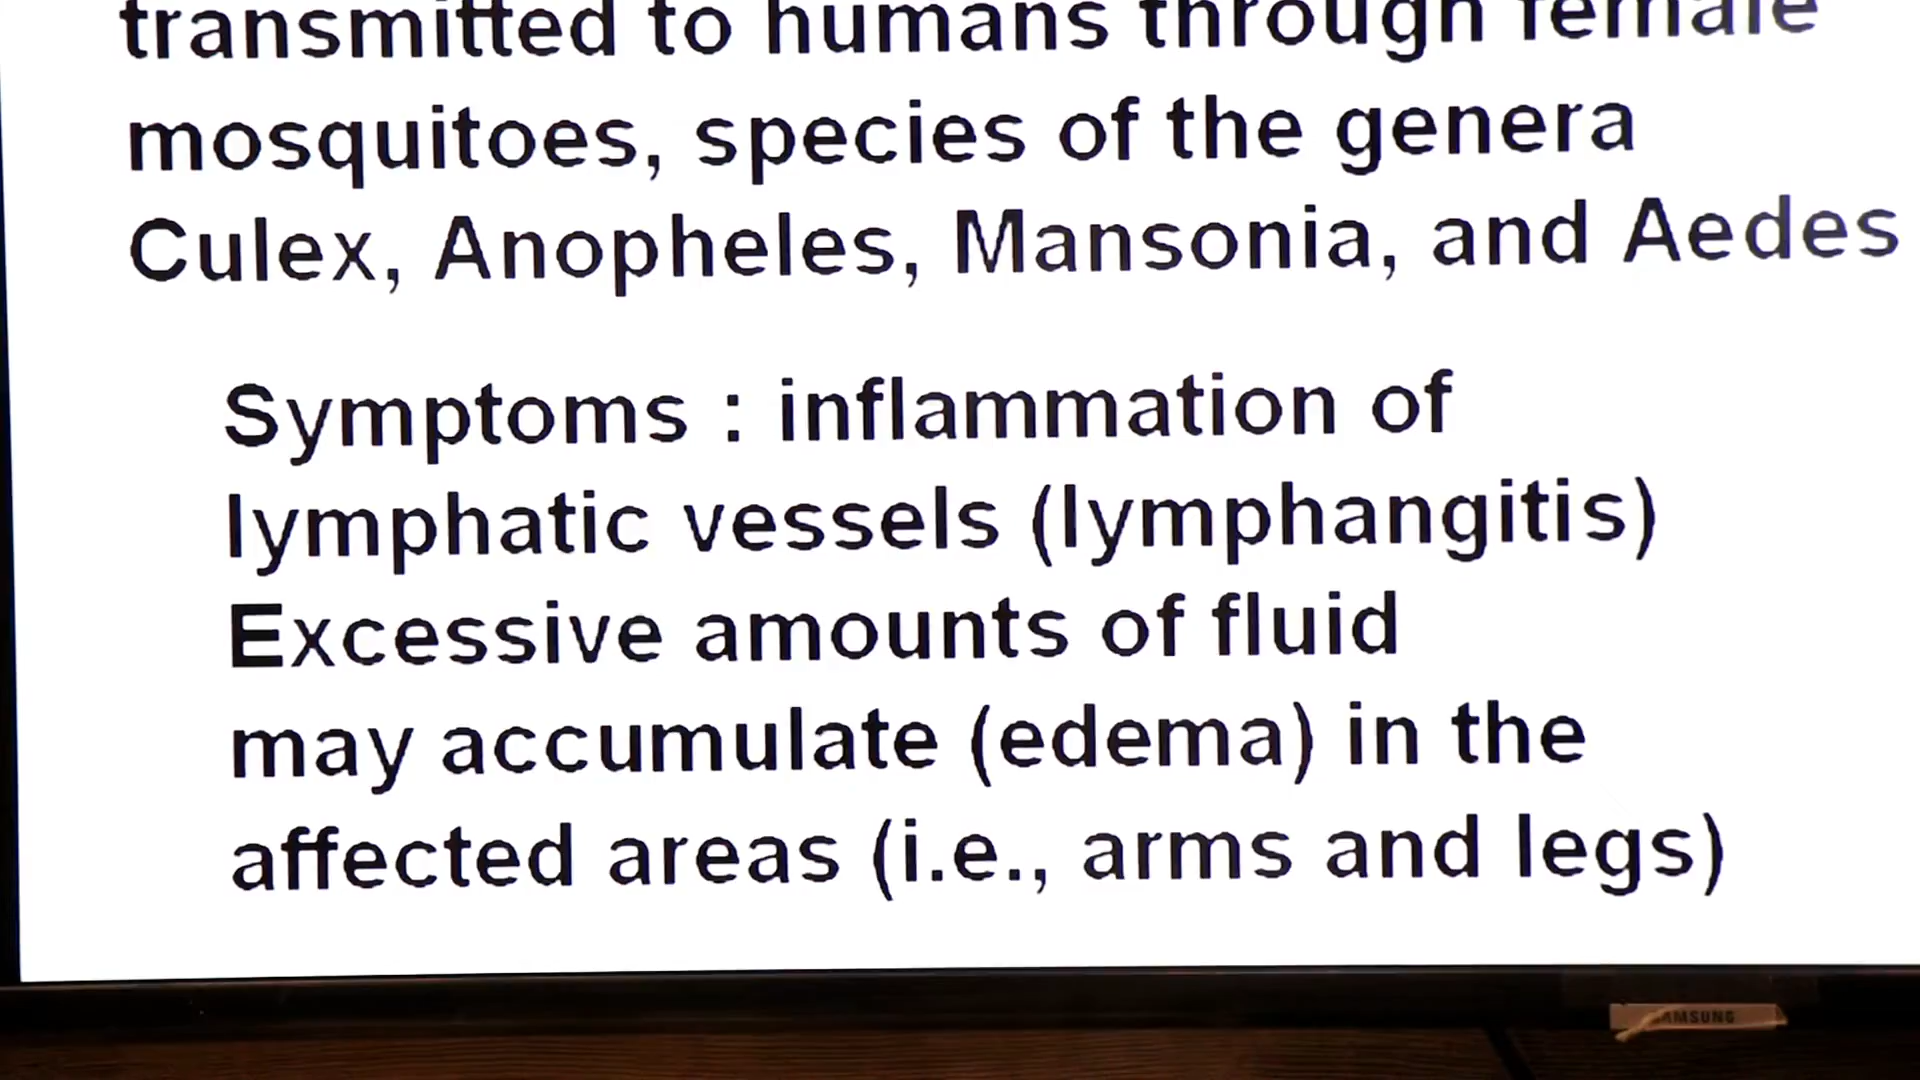 transmitted to humans through female
mosquitoes, species of the genera
Culex, Anopheles, Mansonia, and Aedes
Symptoms : inflammation of
lymphatic vessels (lymphangitis)
Excessive amounts of fluid
may accumulate (edema) in the
affected areas (i.e., arms and legs)
SAMSUNG